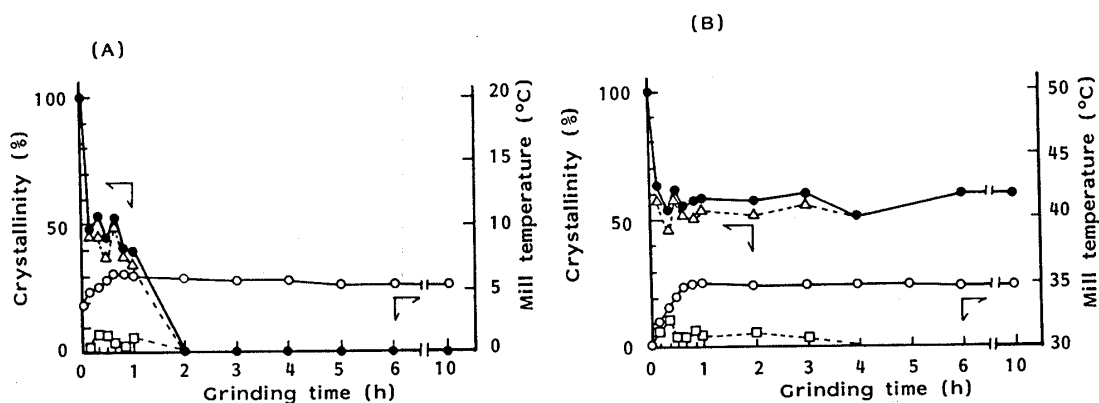 (A)
100
50
0
Crystallinity (%)
20
15
10
5
0
Mill temperature (°C)
0 1 2 3 4 5 6 10
Grinding time (h)
(B)
100
50
0
Crystallinity (%)
50
45
40
35
30
Mill temperature (°C)
0 1 2 3 4 6 10
Grinding time (h)